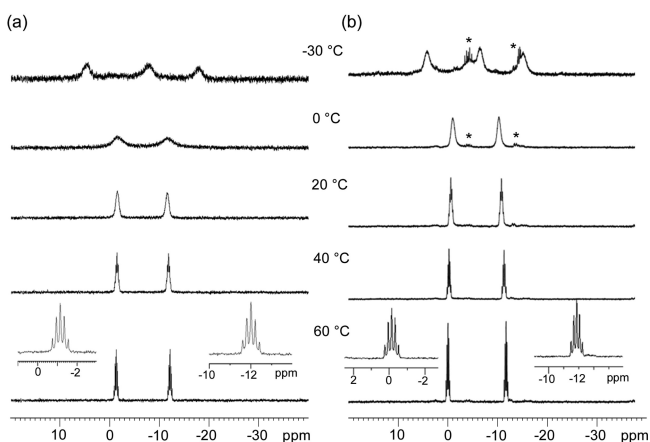 (a)
(b)
-30 °C
*
*
0 °C
*
*
20 °C
40 °C
60 °C
0 -2
-10 -12 ppm
2 0 -2
-10 -12 ppm
10 0 -10 -20 -30 ppm
10 0 -10 -20 -30 ppm